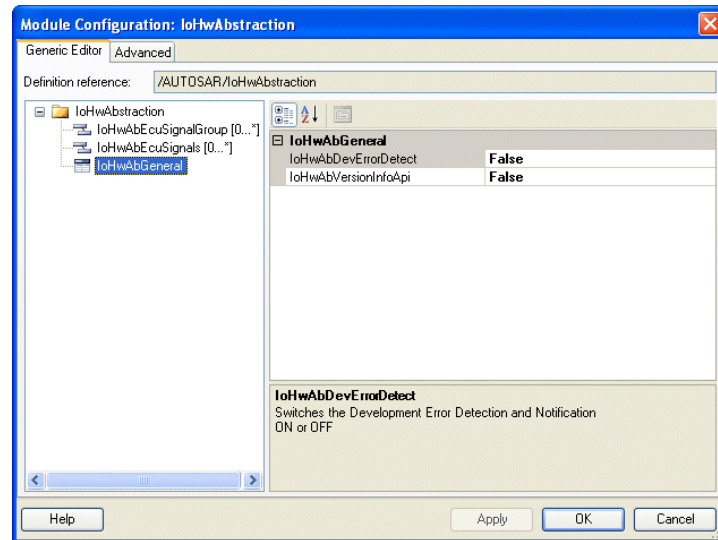 Module Configuration: IoHwAbstraction
Generic Editor Advanced
Definition reference: /AUTOSAR/IoHwAbstraction
IoHwAbstraction
IoHwAbEcuSignalGroup [0...*]
IoHwAbEcuSignals [0...*]
IoHwAbGeneral
IoHwAbGeneral
IoHwAbDevErrorDetect False
IoHwAbVersionInfoApi False
IoHwAbDevErrorDetect
Switches the Development Error Detection and Notification
ON or OFF
Help Apply OK Cancel